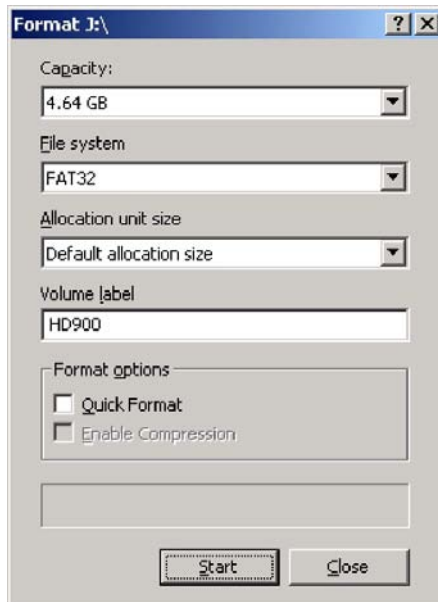 Format J:\
Capacity:
4.64 GB
File system
FAT32
Allocation unit size
Default allocation size
Volume label
HD900
Format options
Quick Format
Enable Compression
Start
Close